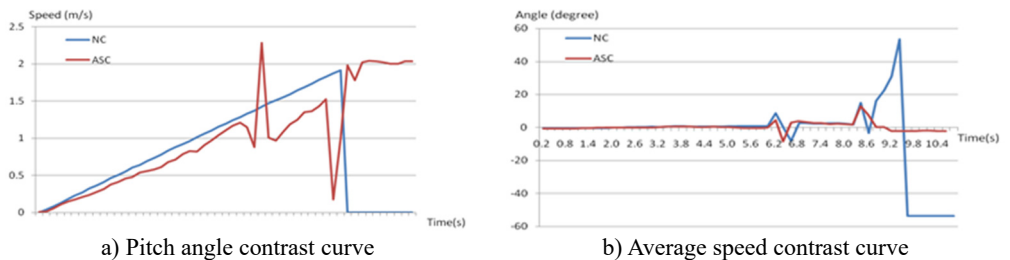 Speed (m/s)
2.5
2
1.5
1
0.5
0
NC
ASC
Time(s)
a) Pitch angle contrast curve
Angle (degree)
60
40
20
0
-20
-40
-60
NC
ASC
0.2 0.8 1.4 2.0 2.6 3.2 3.8 4.4 5.0 5.6 6.2 6.8 7.4 8.0 8.6 9.2 9.8 10.4
Time(s)
b) Average speed contrast curve